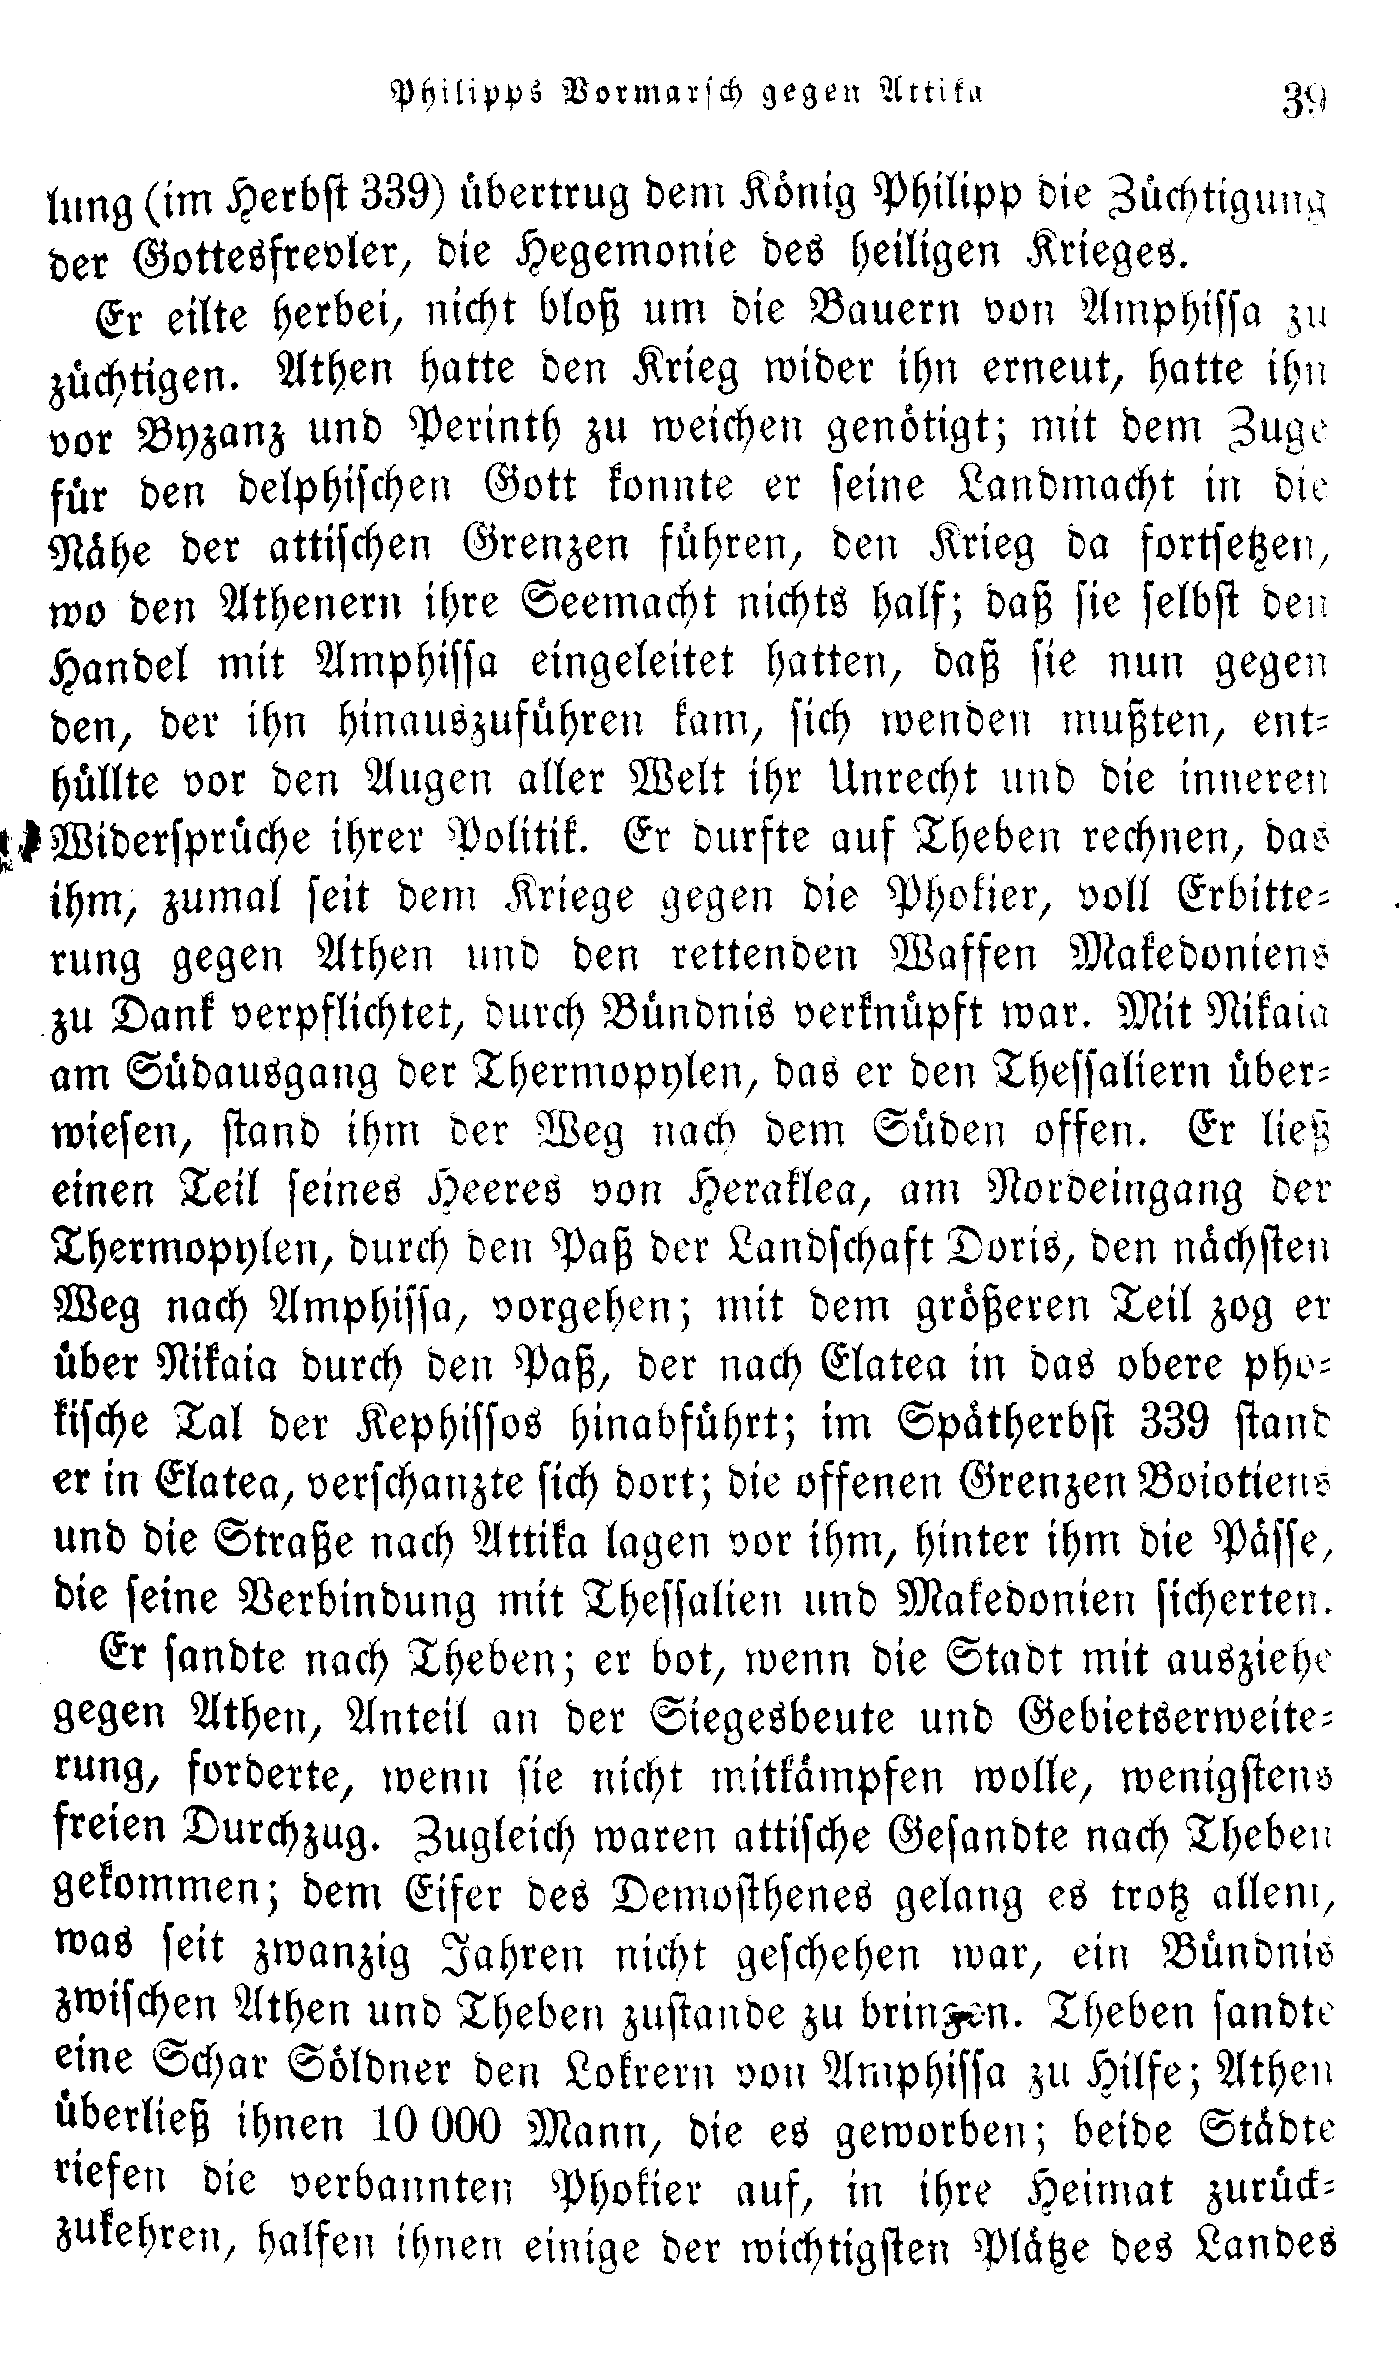 Philipps Vormarsch gegen Attika 39
lung (im Herbst 339) übertrug dem König Philipp die Züchtigung
der Gottesfrevler, die Hegemonie des heiligen Krieges.
Er eilte herbei, nicht bloß um die Bauern von Amphissa zu
züchtigen. Athen hatte den Krieg wider ihn erneut, hatte ihn
vor Byzanz und Perinth zu weichen genötigt; mit dem Zuge
für den delphischen Gott konnte er seine Landmacht in die
Nähe der attischen Grenzen führen, den Krieg da fortsetzen,
wo den Athenern ihre Seemacht nichts half; daß sie selbst den
Handel mit Amphissa eingeleitet hatten, daß sie nun gegen
den, der ihn hinauszuführen kam, sich wenden mußten, ent-
hüllte vor den Augen aller Welt ihr Unrecht und die inneren
Widersprüche ihrer Politik. Er durfte auf Theben rechnen, das
ihm, zumal seit dem Kriege gegen die Phokier, voll Erbitte-
rung gegen Athen und den rettenden Waffen Makedoniens
zu Dank verpflichtet, durch Bündnis verknüpft war. Mit Nikaia
am Südausgang der Thermopylen, das er den Thessaliern über-
wiesen, stand ihm der Weg nach dem Süden offen. Er ließ
einen Teil seines Heeres von Heraklea, am Nordeingang der
Thermopylen, durch den Paß der Landschaft Doris, den nächsten
Weg nach Amphissa, vorgehen; mit dem größeren Teil zog er
über Nikaia durch den Paß, der nach Elatea in das obere pho-
kische Tal der Kephissos hinabführt; im Spätherbst 339 stand
er in Elatea, verschanzte sich dort; die offenen Grenzen Boiotiens
und die Straße nach Attika lagen vor ihm, hinter ihm die Pässe,
die seine Verbindung mit Thessalien und Makedonien sicherten.
Er sandte nach Theben; er bot, wenn die Stadt mit ausziehe
gegen Athen, Anteil an der Siegesbeute und Gebietserweite-
rung, forderte, wenn sie nicht mitkämpfen wolle, wenigstens
freien Durchzug. Zugleich waren attische Gesandte nach Theben
gekommen; dem Eifer des Demosthenes gelang es trotz allem,
was seit zwanzig Jahren nicht geschehen war, ein Bündnis
zwischen Athen und Theben zustande zu bringen. Theben sandte
eine Schar Söldner den Lokrern von Amphissa zu Hilfe; Athen
überließ ihnen 10 000 Mann, die es geworben; beide Städte
riefen die verbannten Phokier auf, in ihre Heimat zurück-
zukehren, halfen ihnen einige der wichtigsten Plätze des Landes